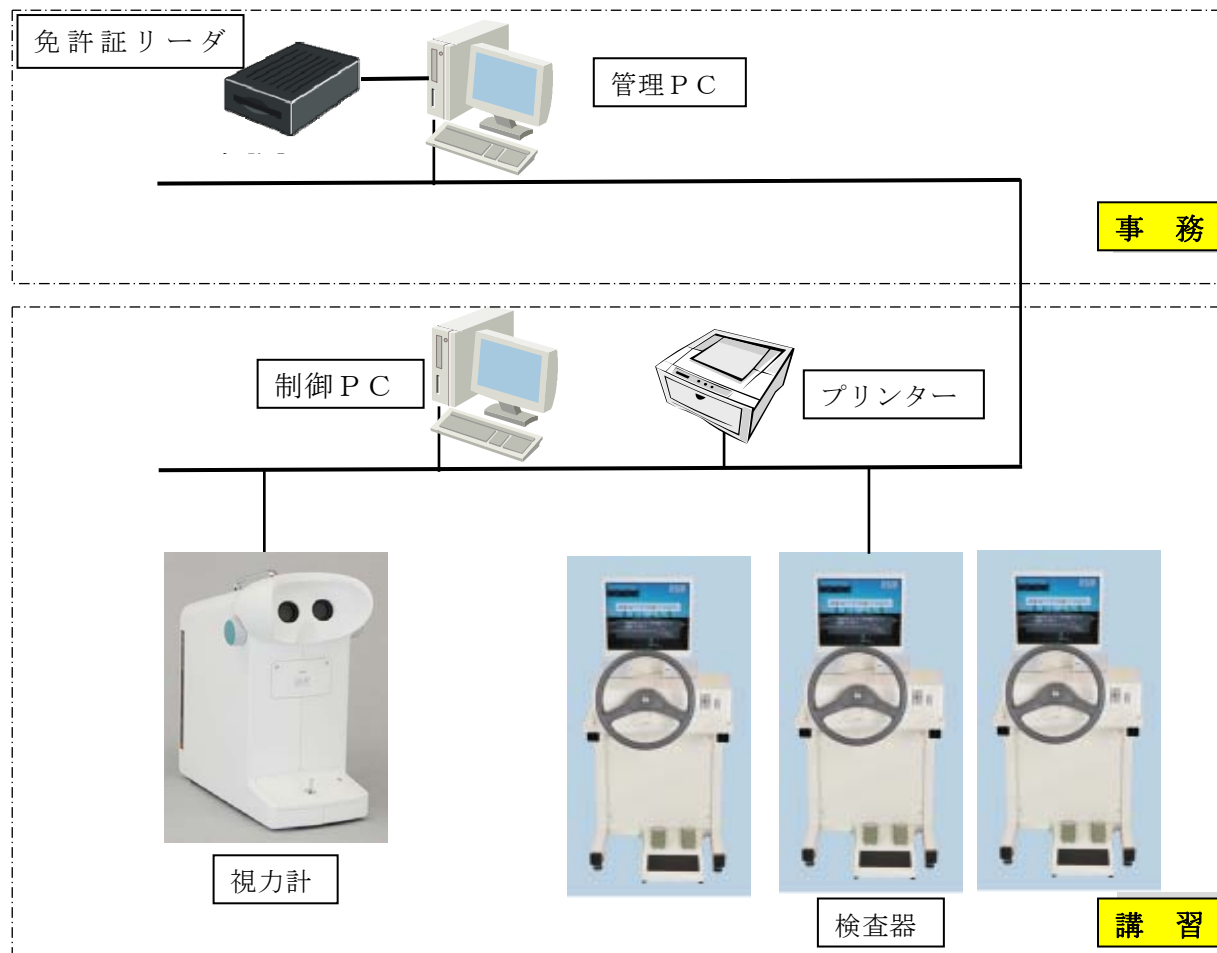 免許証リーダ
管理ＰＣ
事　務
制御ＰＣ
プリンター
視力計
検査器
講　習